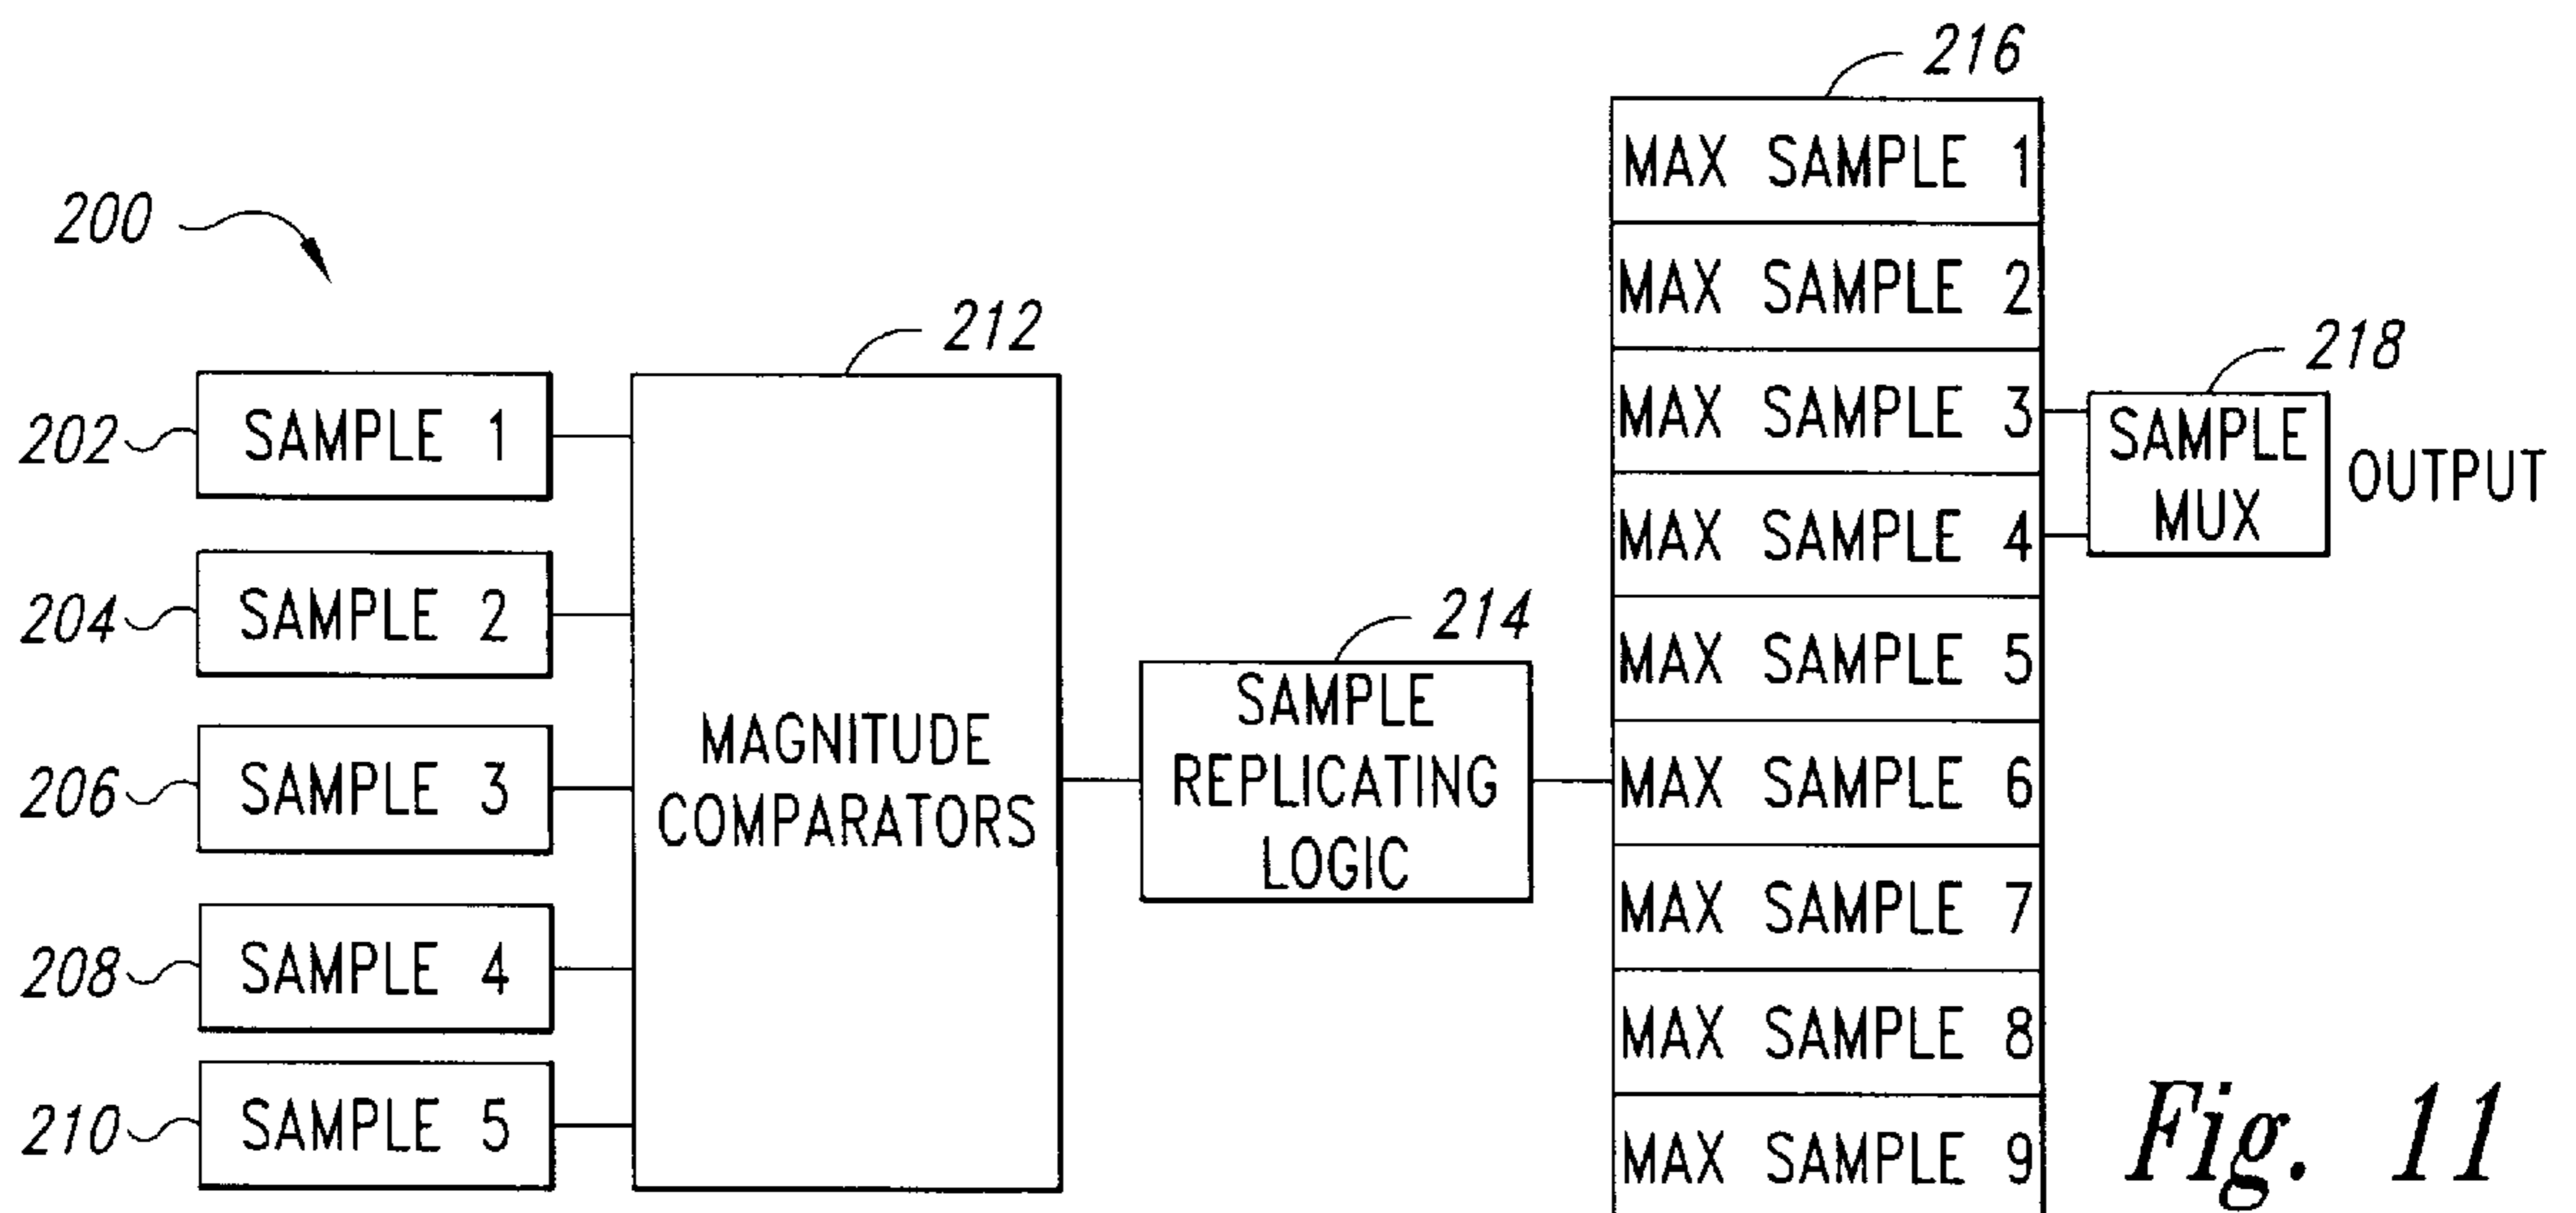 216
MAX SAMPLE 1
200
MAX SAMPLE 2
212
218
202
SAMPLE 1
MAX SAMPLE 3
SAMPLE
MUX
OUTPUT
MAX SAMPLE 4
204
SAMPLE 2
214
MAX SAMPLE 5
206
SAMPLE 3
MAGNITUDE
COMPARATORS
SAMPLE
REPLICATING
LOGIC
MAX SAMPLE 6
MAX SAMPLE 7
208
SAMPLE 4
MAX SAMPLE 8
210
SAMPLE 5
MAX SAMPLE 9
Fig. 11